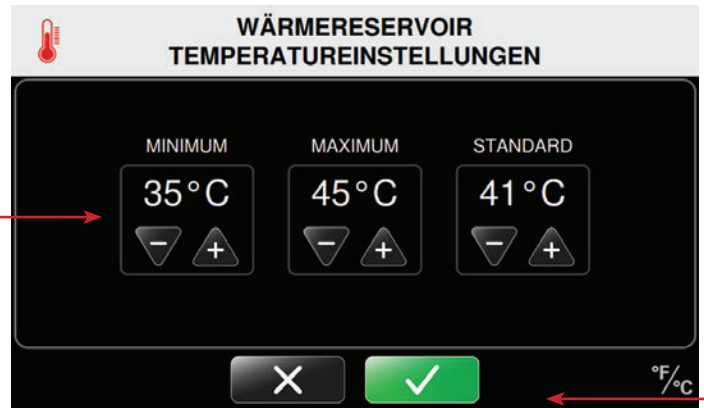 WÄRMERESERVOIR
TEMPERATUREINSTELLUNGEN
MINIMUM MAXIMUM STANDARD
35°C 45°C 41°C
− + − + − +
°F/°C